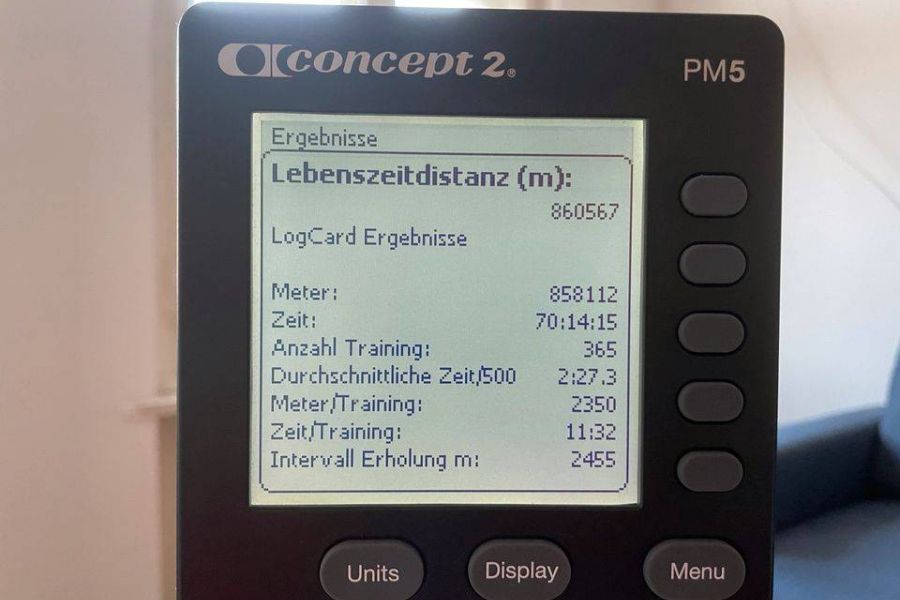 concept 2®
PM5
Ergebnisse
Lebenszeitdistanz (m):
860567
LogCard Ergebnisse
Meter: 858112
Zeit: 70:14:15
Anzahl Training: 365
Durchschnittliche Zeit/500 2:27.3
Meter/Training: 2350
Zeit/Training: 11:32
Intervall Erholung m: 2455
Units Display Menu